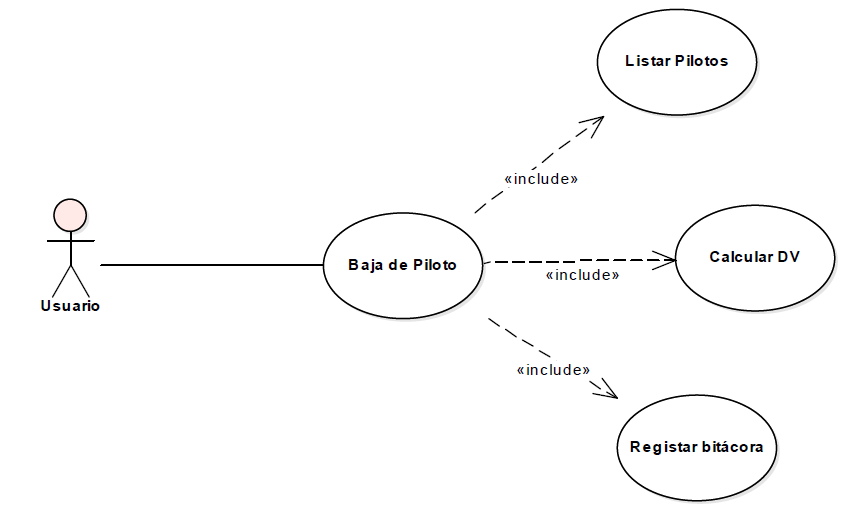 Listar Pilotos
«include»
Usuario
Baja de Piloto
«include»
Calcular DV
«include»
Registar bitácora